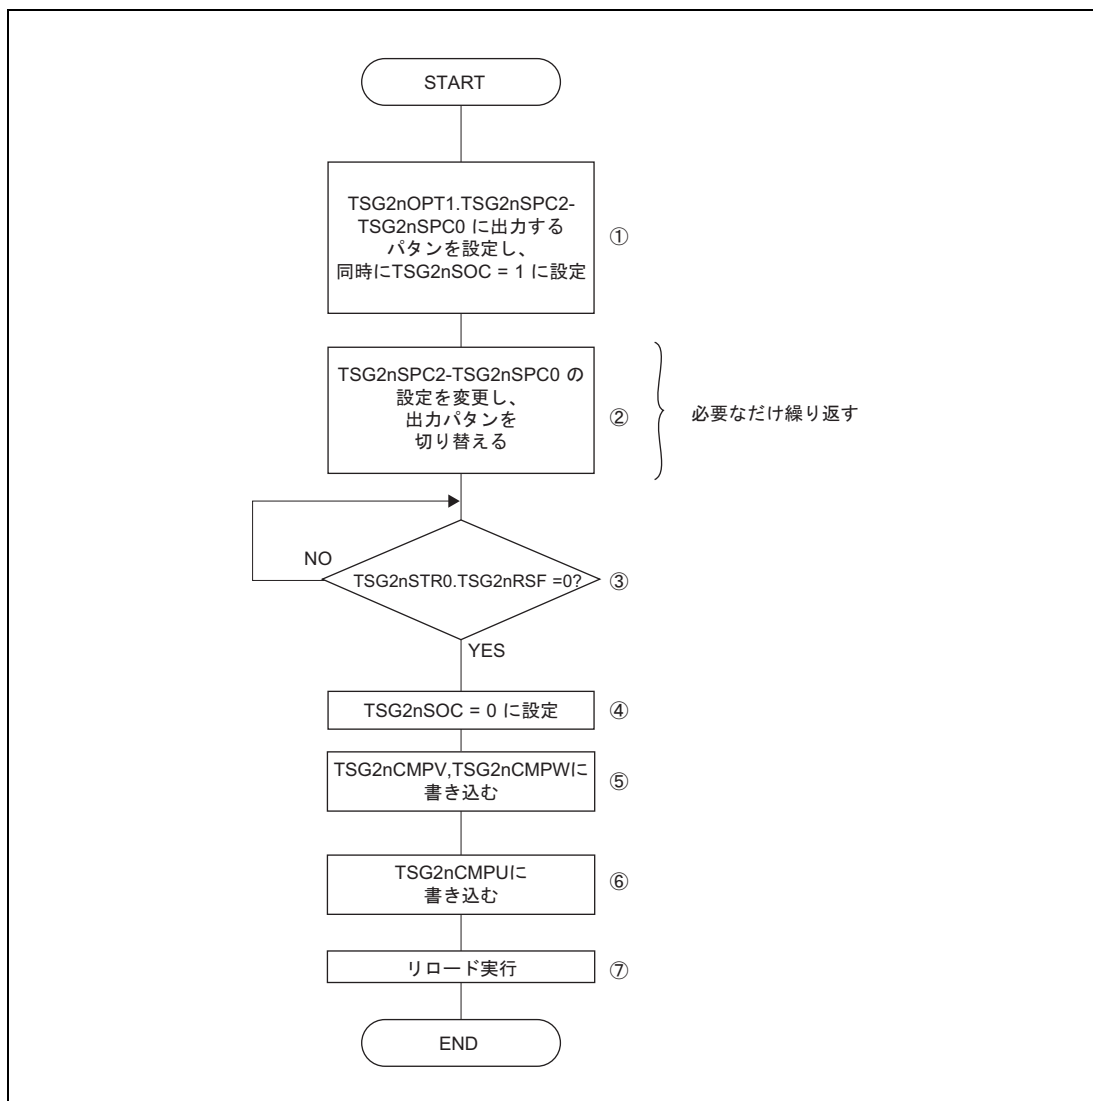 START
TSG2nOPT1.TSG2nSPC2-
TSG2nSPC0 に出力する
パタンを設定し、
同時にTSG2nSOC = 1 に設定
①
TSG2nSPC2-TSG2nSPC0 の
設定を変更し、
出力パタンを
切り替える
②
必要なだけ繰り返す
NO
TSG2nSTR0.TSG2nRSF =0?
③
YES
TSG2nSOC = 0 に設定
④
TSG2nCMPV,TSG2nCMPWに
書き込む
⑤
TSG2nCMPUに
書き込む
⑥
リロード実行
⑦
END